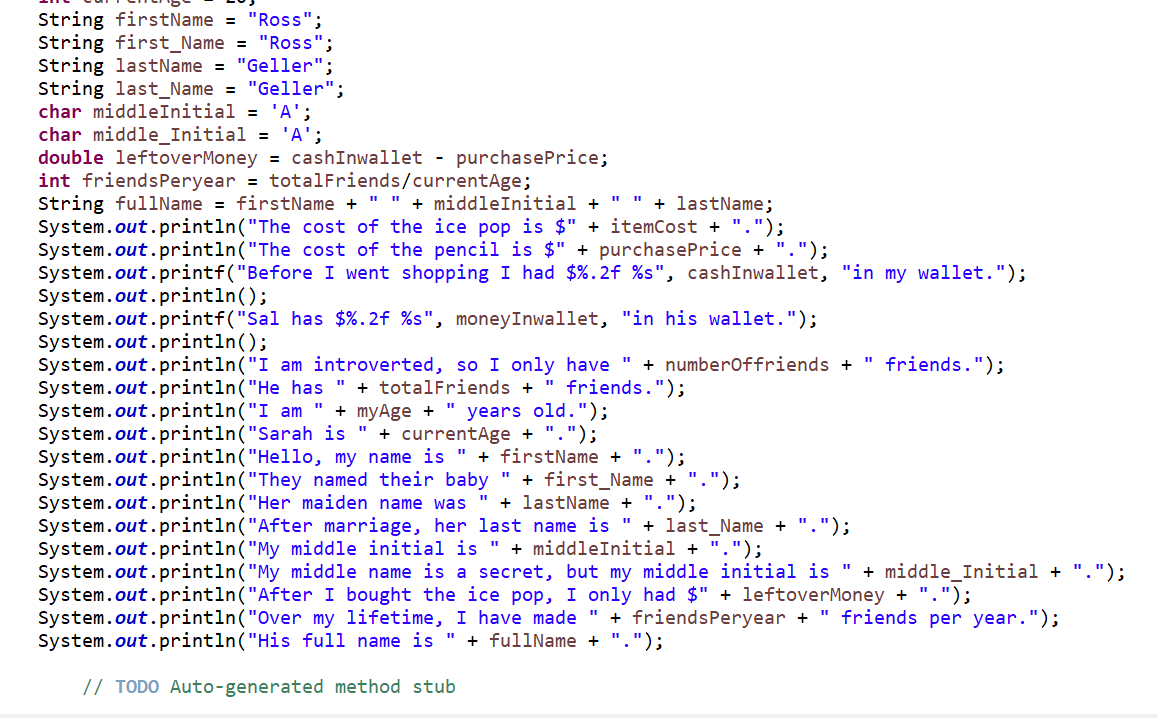 String firstName = "Ross";
String first_Name = "Ross";
String lastName = "Geller";
String last_Name = "Geller";
char middleInitial = 'A';
char middle_Initial = 'A';
double leftoverMoney = cashInwallet - purchasePrice;
int friendsPeryear = totalFriends/currentAge;
String fullName = firstName + " " + middleInitial + " " + lastName;
System.out.println("The cost of the ice pop is $" + itemCost + ".");
System.out.println("The cost of the pencil is $" + purchasePrice + ".");
System.out.printf("Before I went shopping I had $%.2f %s", cashInwallet, "in my wallet.");
System.out.println();
System.out.printf("Sal has $%.2f %s", moneyInwallet, "in his wallet.");
System.out.println();
System.out.println("I am introverted, so I only have " + numberOffriends + " friends.");
System.out.println("He has " + totalFriends + " friends.");
System.out.println("I am " + myAge + " years old.");
System.out.println("Sarah is " + currentAge + ".");
System.out.println("Hello, my name is " + firstName + ".");
System.out.println("They named their baby " + first_Name + ".");
System.out.println("Her maiden name was " + lastName + ".");
System.out.println("After marriage, her last name is " + last_Name + ".");
System.out.println("My middle initial is " + middleInitial + ".");
System.out.println("My middle name is a secret, but my middle initial is " + middle_Initial + ".");
System.out.println("After I bought the ice pop, I only had $" + leftoverMoney + ".");
System.out.println("Over my lifetime, I have made " + friendsPeryear + " friends per year.");
System.out.println("His full name is " + fullName + ".");
// TODO Auto-generated method stub